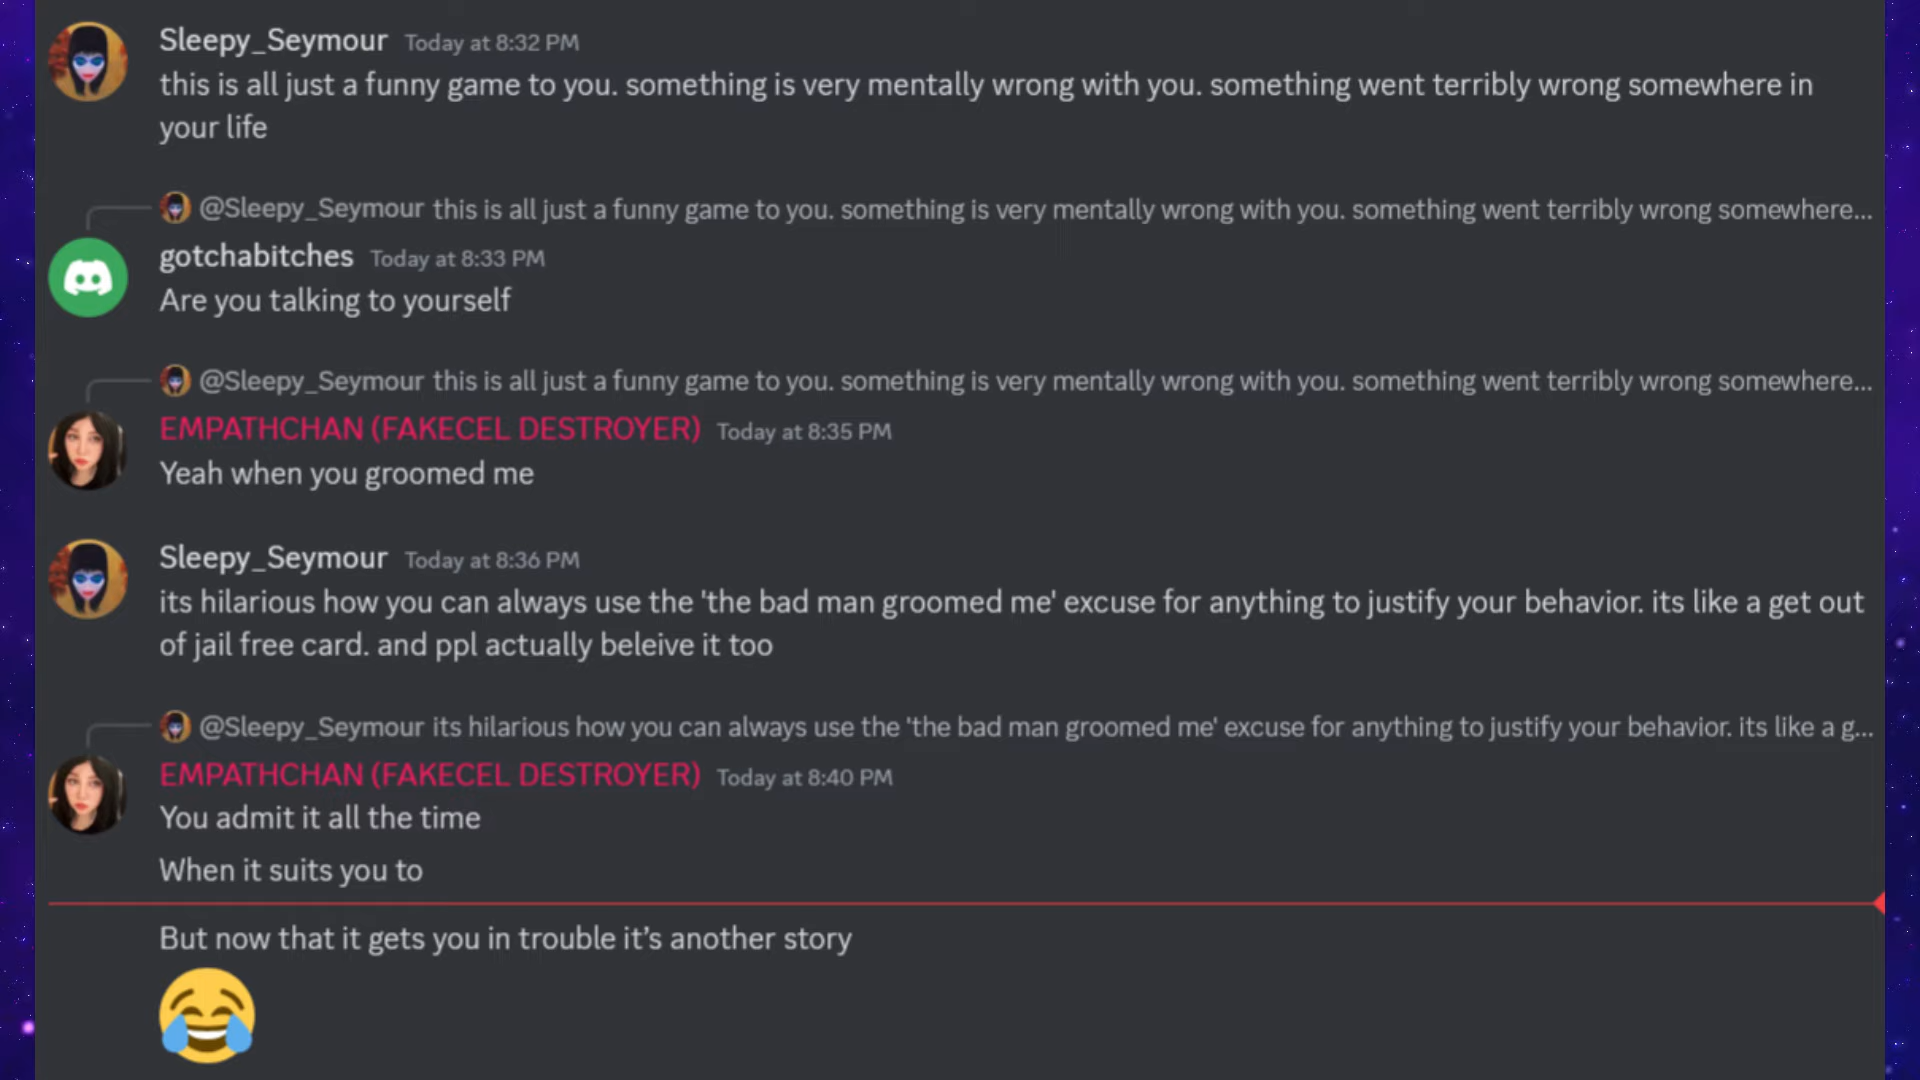 Sleepy_Seymour Today at 8:32 PM
this is all just a funny game to you. something is very mentally wrong with you. something went terribly wrong somewhere in
your life
@Sleepy_Seymour this is all just a funny game to you. something is very mentally wrong with you. something went terribly wrong somewhere...
gotchabitches Today at 8:33 PM
Are you talking to yourself
@Sleepy_Seymour this is all just a funny game to you. something is very mentally wrong with you. something went terribly wrong somewhere...
EMPATHCHAN (FAKECEL DESTROYER) Today at 8:35 PM
Yeah when you groomed me
Sleepy_Seymour Today at 8:36 PM
its hilarious how you can always use the 'the bad man groomed me' excuse for anything to justify your behavior. its like a get out
of jail free card. and ppl actually beleive it too
@Sleepy_Seymour its hilarious how you can always use the 'the bad man groomed me' excuse for anything to justify your behavior. its like a g...
EMPATHCHAN (FAKECEL DESTROYER) Today at 8:40 PM
You admit it all the time
When it suits you to
But now that it gets you in trouble it’s another story